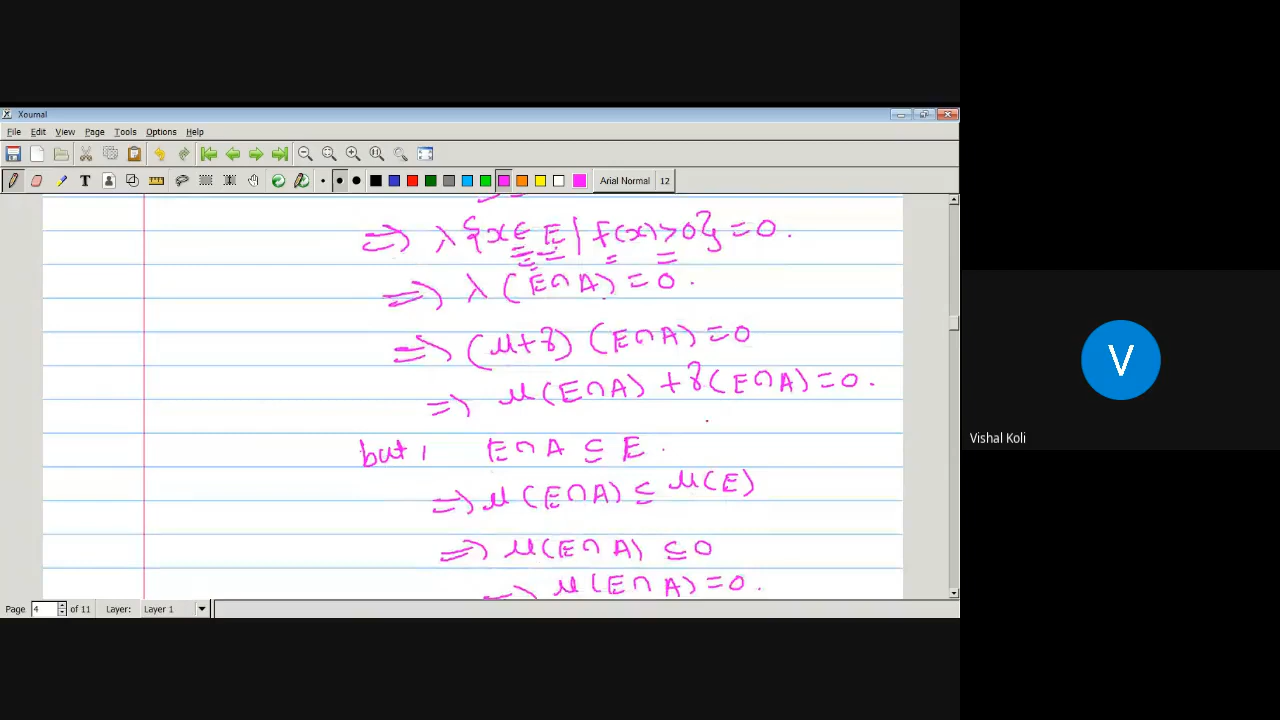 Xournal
File Edit View Page Tools Options Help
T Arial Normal 12
⇒ λ{x∈E | f(x)>0} = 0.
⇒ λ(E∩A) = 0.
⇒ (μ+γ)(E∩A) = 0
⇒ μ(E∩A) + γ(E∩A) = 0.
but, E∩A ⊆ E.
⇒ μ(E∩A) ≤ μ(E)
⇒ μ(E∩A) ≤ 0
⇒ μ(E∩A) = 0.
Page 4 of 11 Layer: Layer 1
V
Vishal Koli